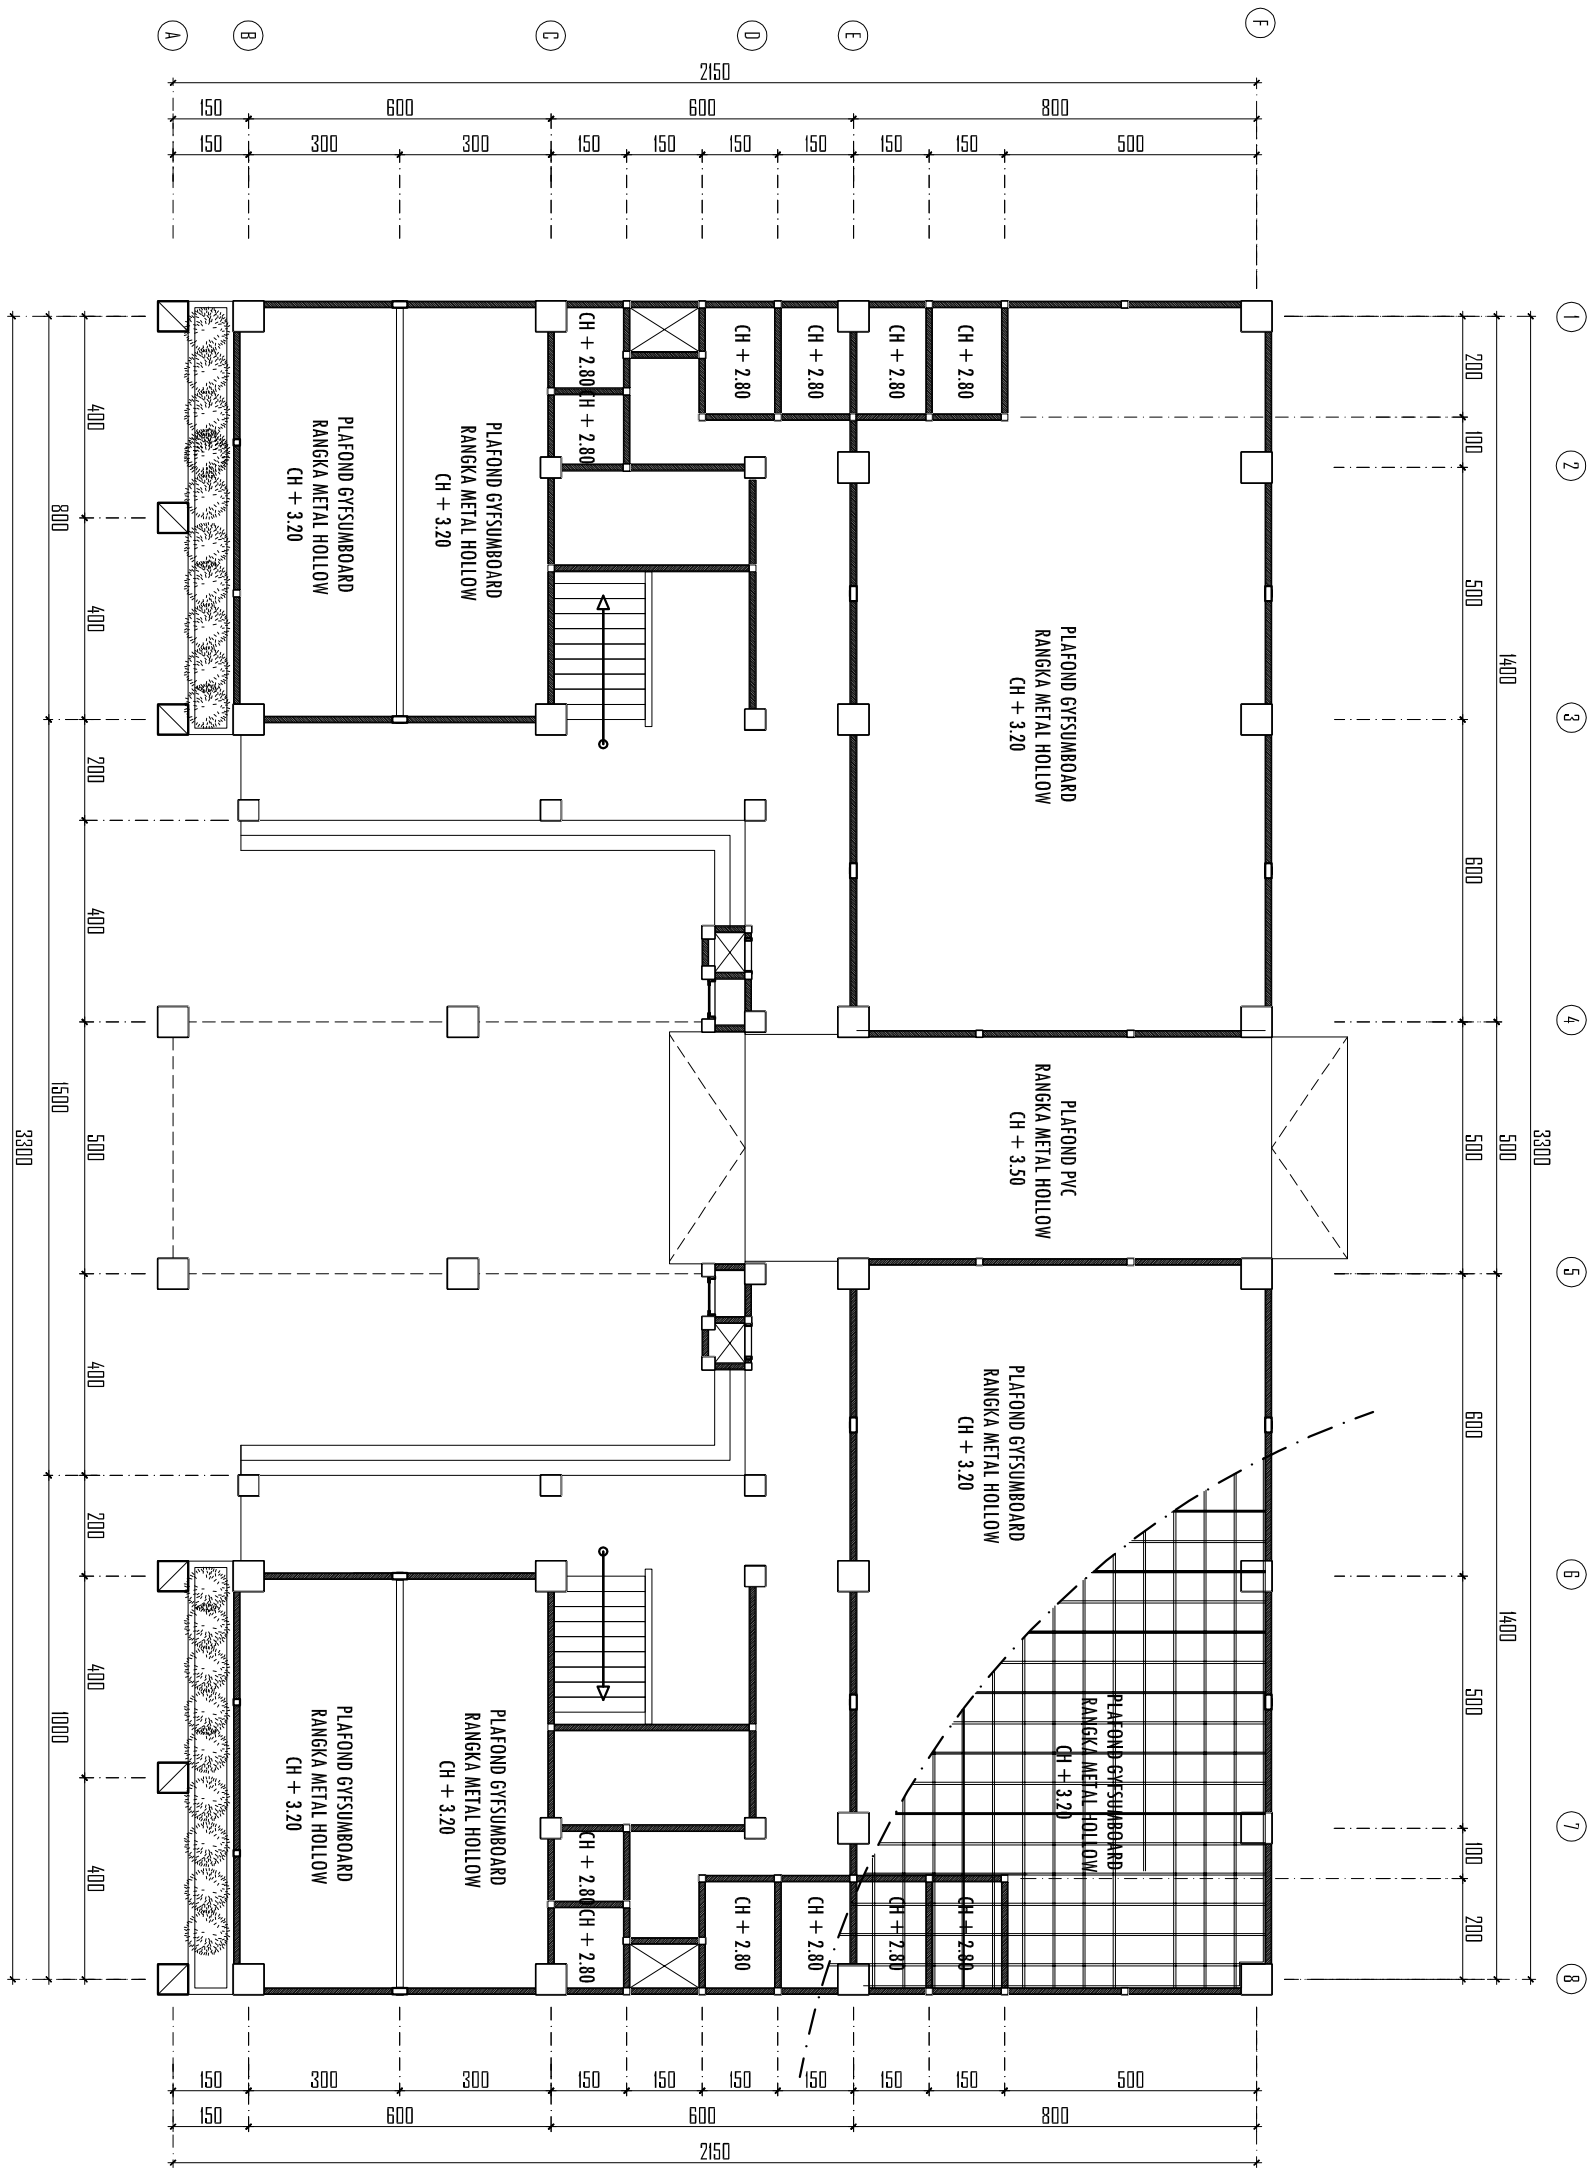 A
B
C
D
E
F
2150
150
600
600
800
150
300
300
150
150
150
150
150
150
500
1
2
3
4
5
6
7
8
3300
1400
500
1400
200
100
500
600
500
600
500
100
200
400
400
200
400
500
400
200
400
400
800
1500
1000
3300
CH + 2.80
CH + 2.80
CH + 2.80
CH + 2.80
CH + 2.80
CH + 2.80
PLAFOND GYFSUMBOARD
RANGKA METAL HOLLOW
CH + 3.20
PLAFOND GYFSUMBOARD
RANGKA METAL HOLLOW
CH + 3.20
PLAFOND GYFSUMBOARD
RANGKA METAL HOLLOW
CH + 3.20
PLAFOND PVC
RANGKA METAL HOLLOW
CH + 3.50
PLAFOND GYFSUMBOARD
RANGKA METAL HOLLOW
CH + 3.20
PLAFOND GYFSUMBOARD
RANGKA METAL HOLLOW
CH + 3.20
PLAFOND GYFSUMBOARD
RANGKA METAL HOLLOW
CH + 3.20
PLAFOND GYFSUMBOARD
RANGKA METAL HOLLOW
CH + 3.20
CH + 2.80
CH + 2.80
CH + 2.80
CH + 2.80
CH + 2.80
CH + 2.80
150
300
300
150
150
150
150
150
150
500
150
600
600
800
2150